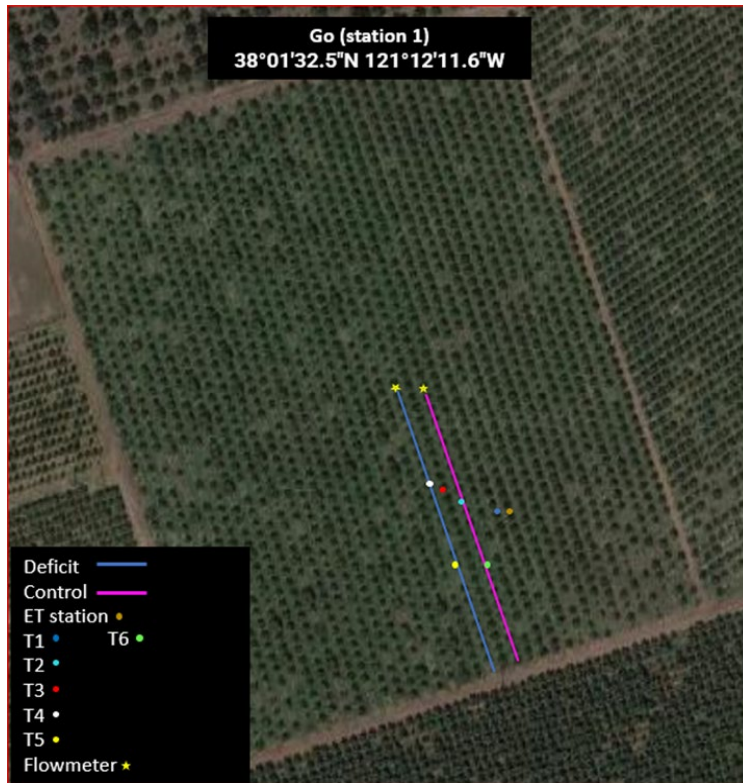 Go (station 1)
38°01'32.5"N 121°12'11.6"W
Deficit
Control
ET station
T1 T6
T2
T3
T4
T5
Flowmeter